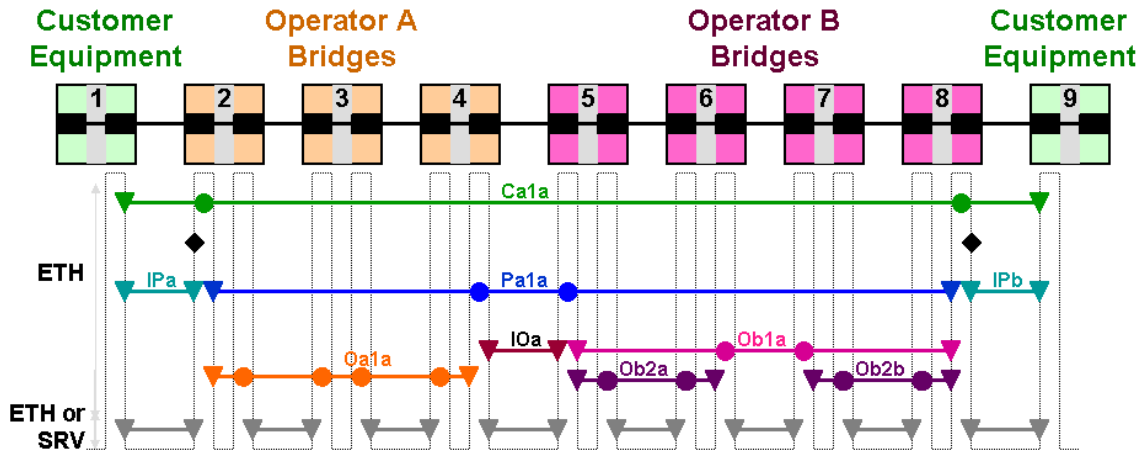 Customer Equipment
Operator A Bridges
Operator B Bridges
Customer Equipment
1 2 3 4 5 6 7 8 9
Ca1a
ETH
IPa
Pa1a
IPb
IOa
Ob1a
Oa1a
Ob2a
Ob2b
ETH or
SRV